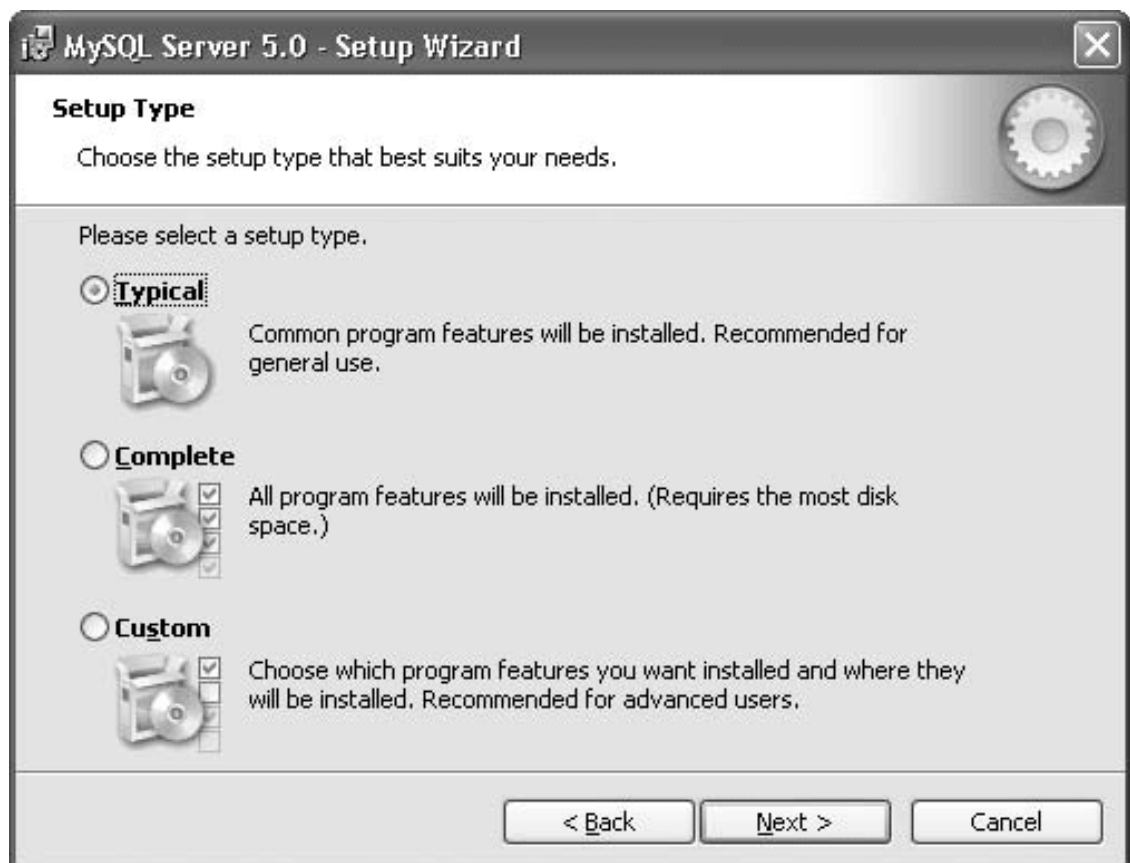 MySQL Server 5.0 - Setup Wizard
Setup Type
Choose the setup type that best suits your needs.
Please select a setup type.
Typical
Common program features will be installed. Recommended for
general use.
Complete
All program features will be installed. (Requires the most disk
space.)
Custom
Choose which program features you want installed and where they
will be installed. Recommended for advanced users.
< Back
Next >
Cancel